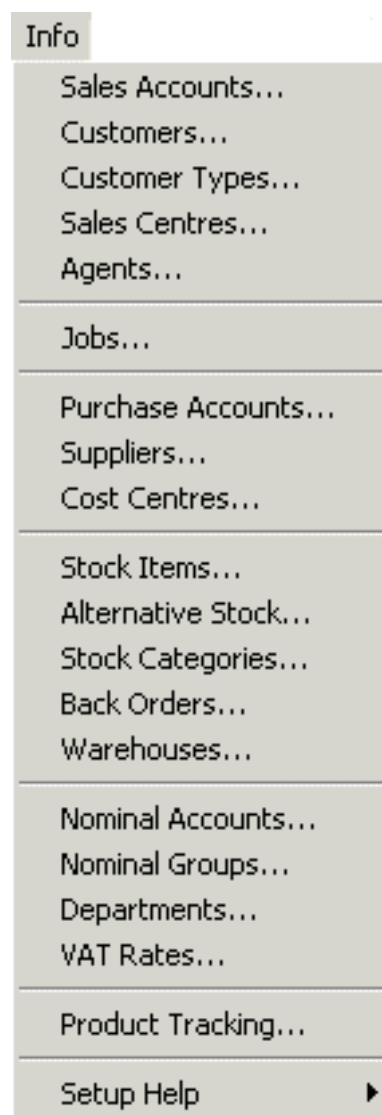 Info
Sales Accounts...
Customers...
Customer Types...
Sales Centres...
Agents...
Jobs...
Purchase Accounts...
Suppliers...
Cost Centres...
Stock Items...
Alternative Stock...
Stock Categories...
Back Orders...
Warehouses...
Nominal Accounts...
Nominal Groups...
Departments...
VAT Rates...
Product Tracking...
Setup Help